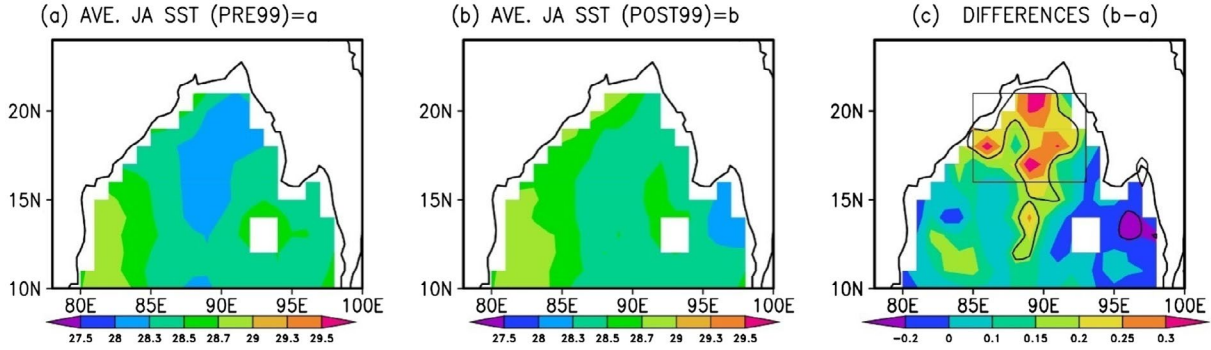 (a) AVE. JA SST (PRE99)=a
(b) AVE. JA SST (POST99)=b
(c) DIFFERENCES (b-a)
20N
15N
10N
80E 85E 90E 95E 100E
27.5 28 28.3 28.5 28.7 29 29.3 29.5
20N
15N
10N
80E 85E 90E 95E 100E
27.5 28 28.3 28.5 28.7 29 29.3 29.5
20N
15N
10N
80E 85E 90E 95E 100E
-0.2 0 0.1 0.15 0.2 0.25 0.3